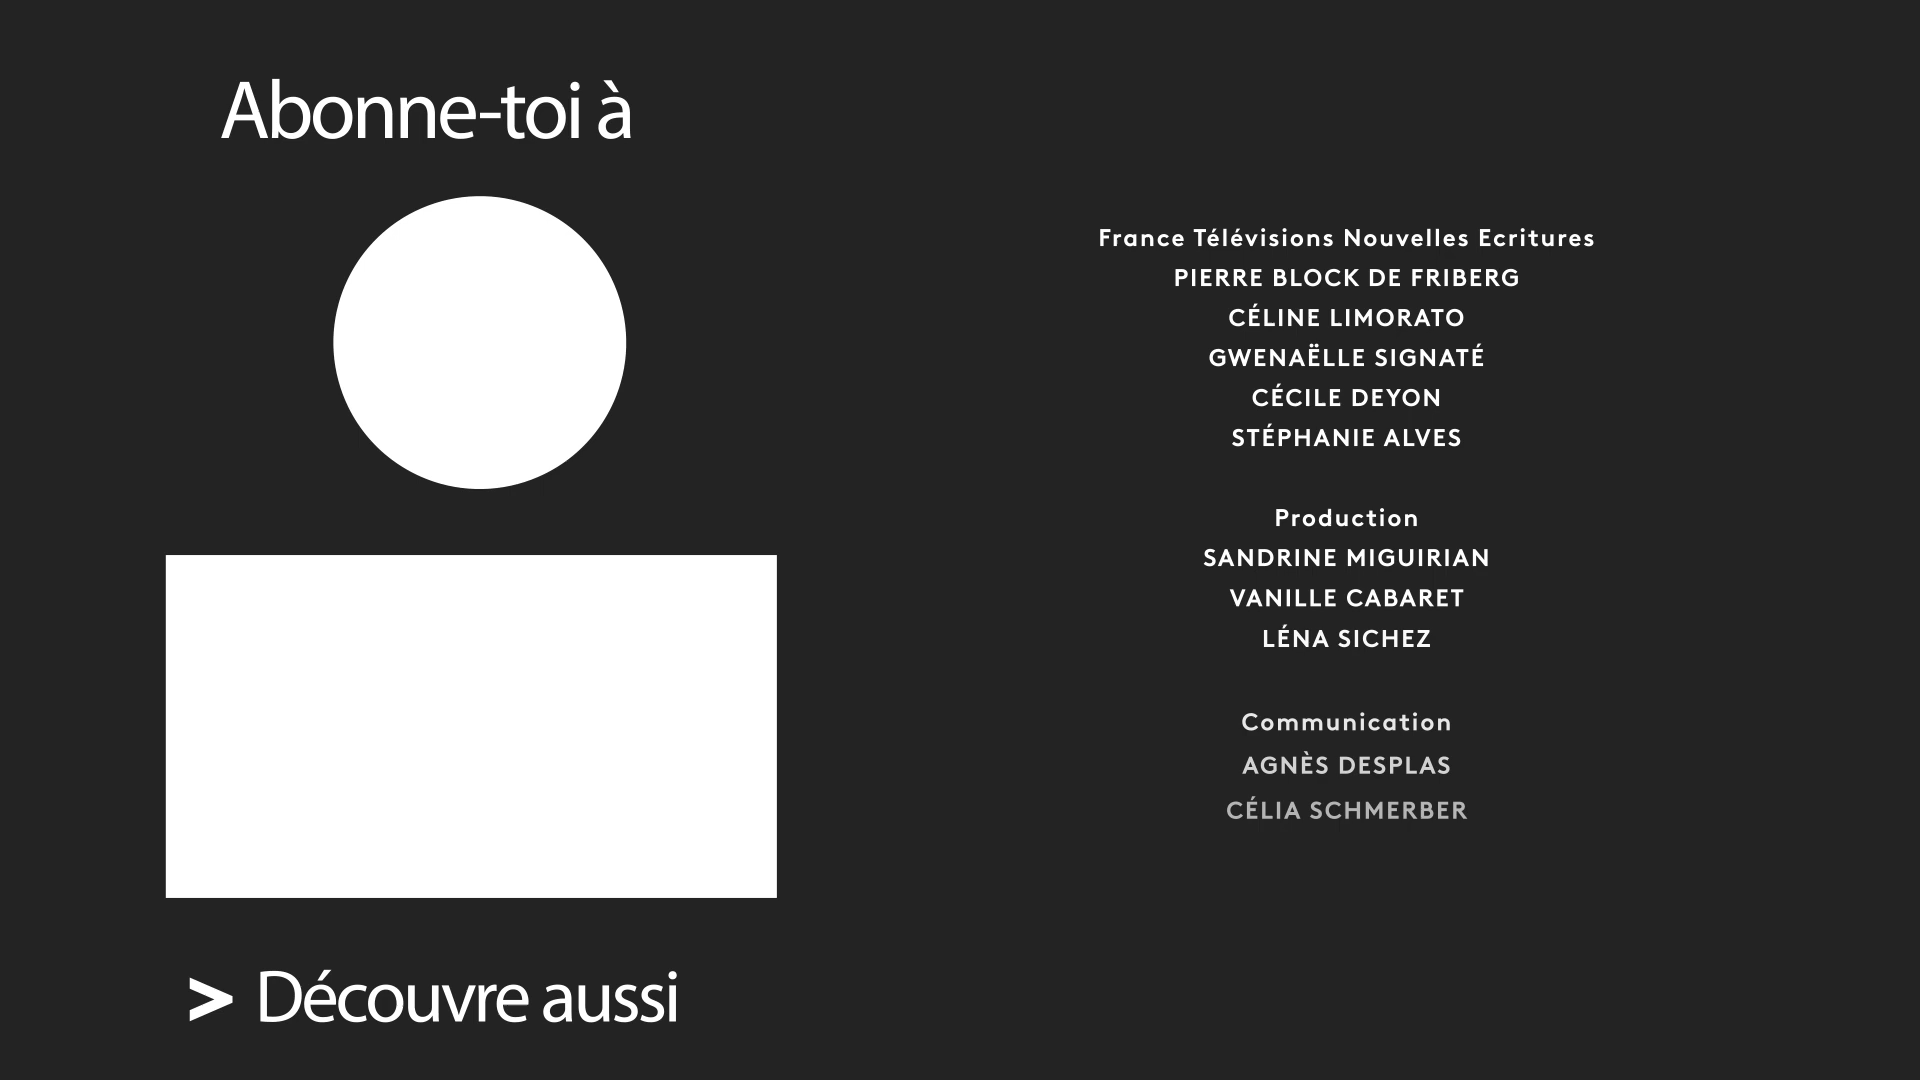 Abonne-toi à
> Découvre aussi
France Télévisions Nouvelles Ecritures
PIERRE BLOCK DE FRIBERG
CÉLINE LIMORATO
GWENAËLLE SIGNATÉ
CÉCILE DEYON
STÉPHANIE ALVES
Production
SANDRINE MIGUIRIAN
VANILLE CABARET
LÉNA SICHEZ
Communication
AGNÈS DESPLAS
CÉLIA SCHMERBER